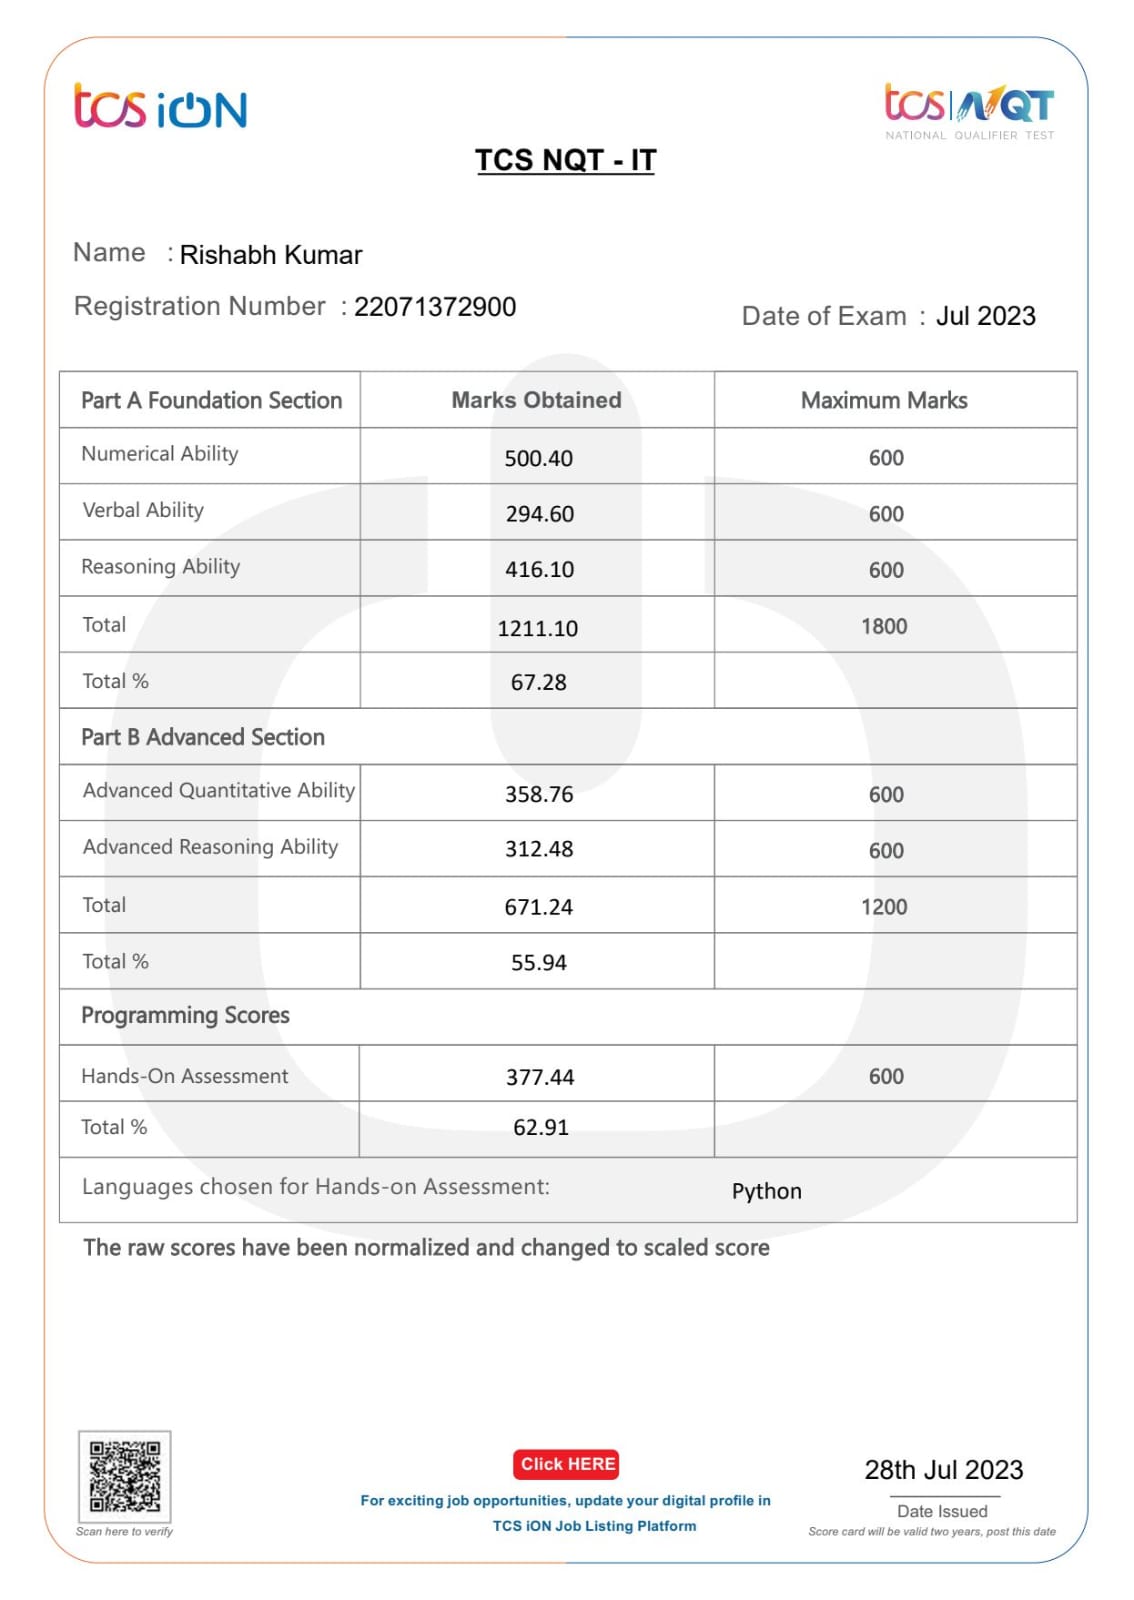 tcs iON
tcs|NQT
NATIONAL QUALIFIER TEST
TCS NQT - IT
Name : Rishabh Kumar
Registration Number : 22071372900
Date of Exam : Jul 2023
Part A Foundation Section Marks Obtained Maximum Marks
Numerical Ability 500.40 600
Verbal Ability 294.60 600
Reasoning Ability 416.10 600
Total 1211.10 1800
Total % 67.28
Part B Advanced Section
Advanced Quantitative Ability 358.76 600
Advanced Reasoning Ability 312.48 600
Total 671.24 1200
Total % 55.94
Programming Scores
Hands-On Assessment 377.44 600
Total % 62.91
Languages chosen for Hands-on Assessment: Python
The raw scores have been normalized and changed to scaled score
Scan here to verify
Click HERE
For exciting job opportunities, update your digital profile in
TCS iON Job Listing Platform
28th Jul 2023
Date Issued
Score card will be valid two years, post this date